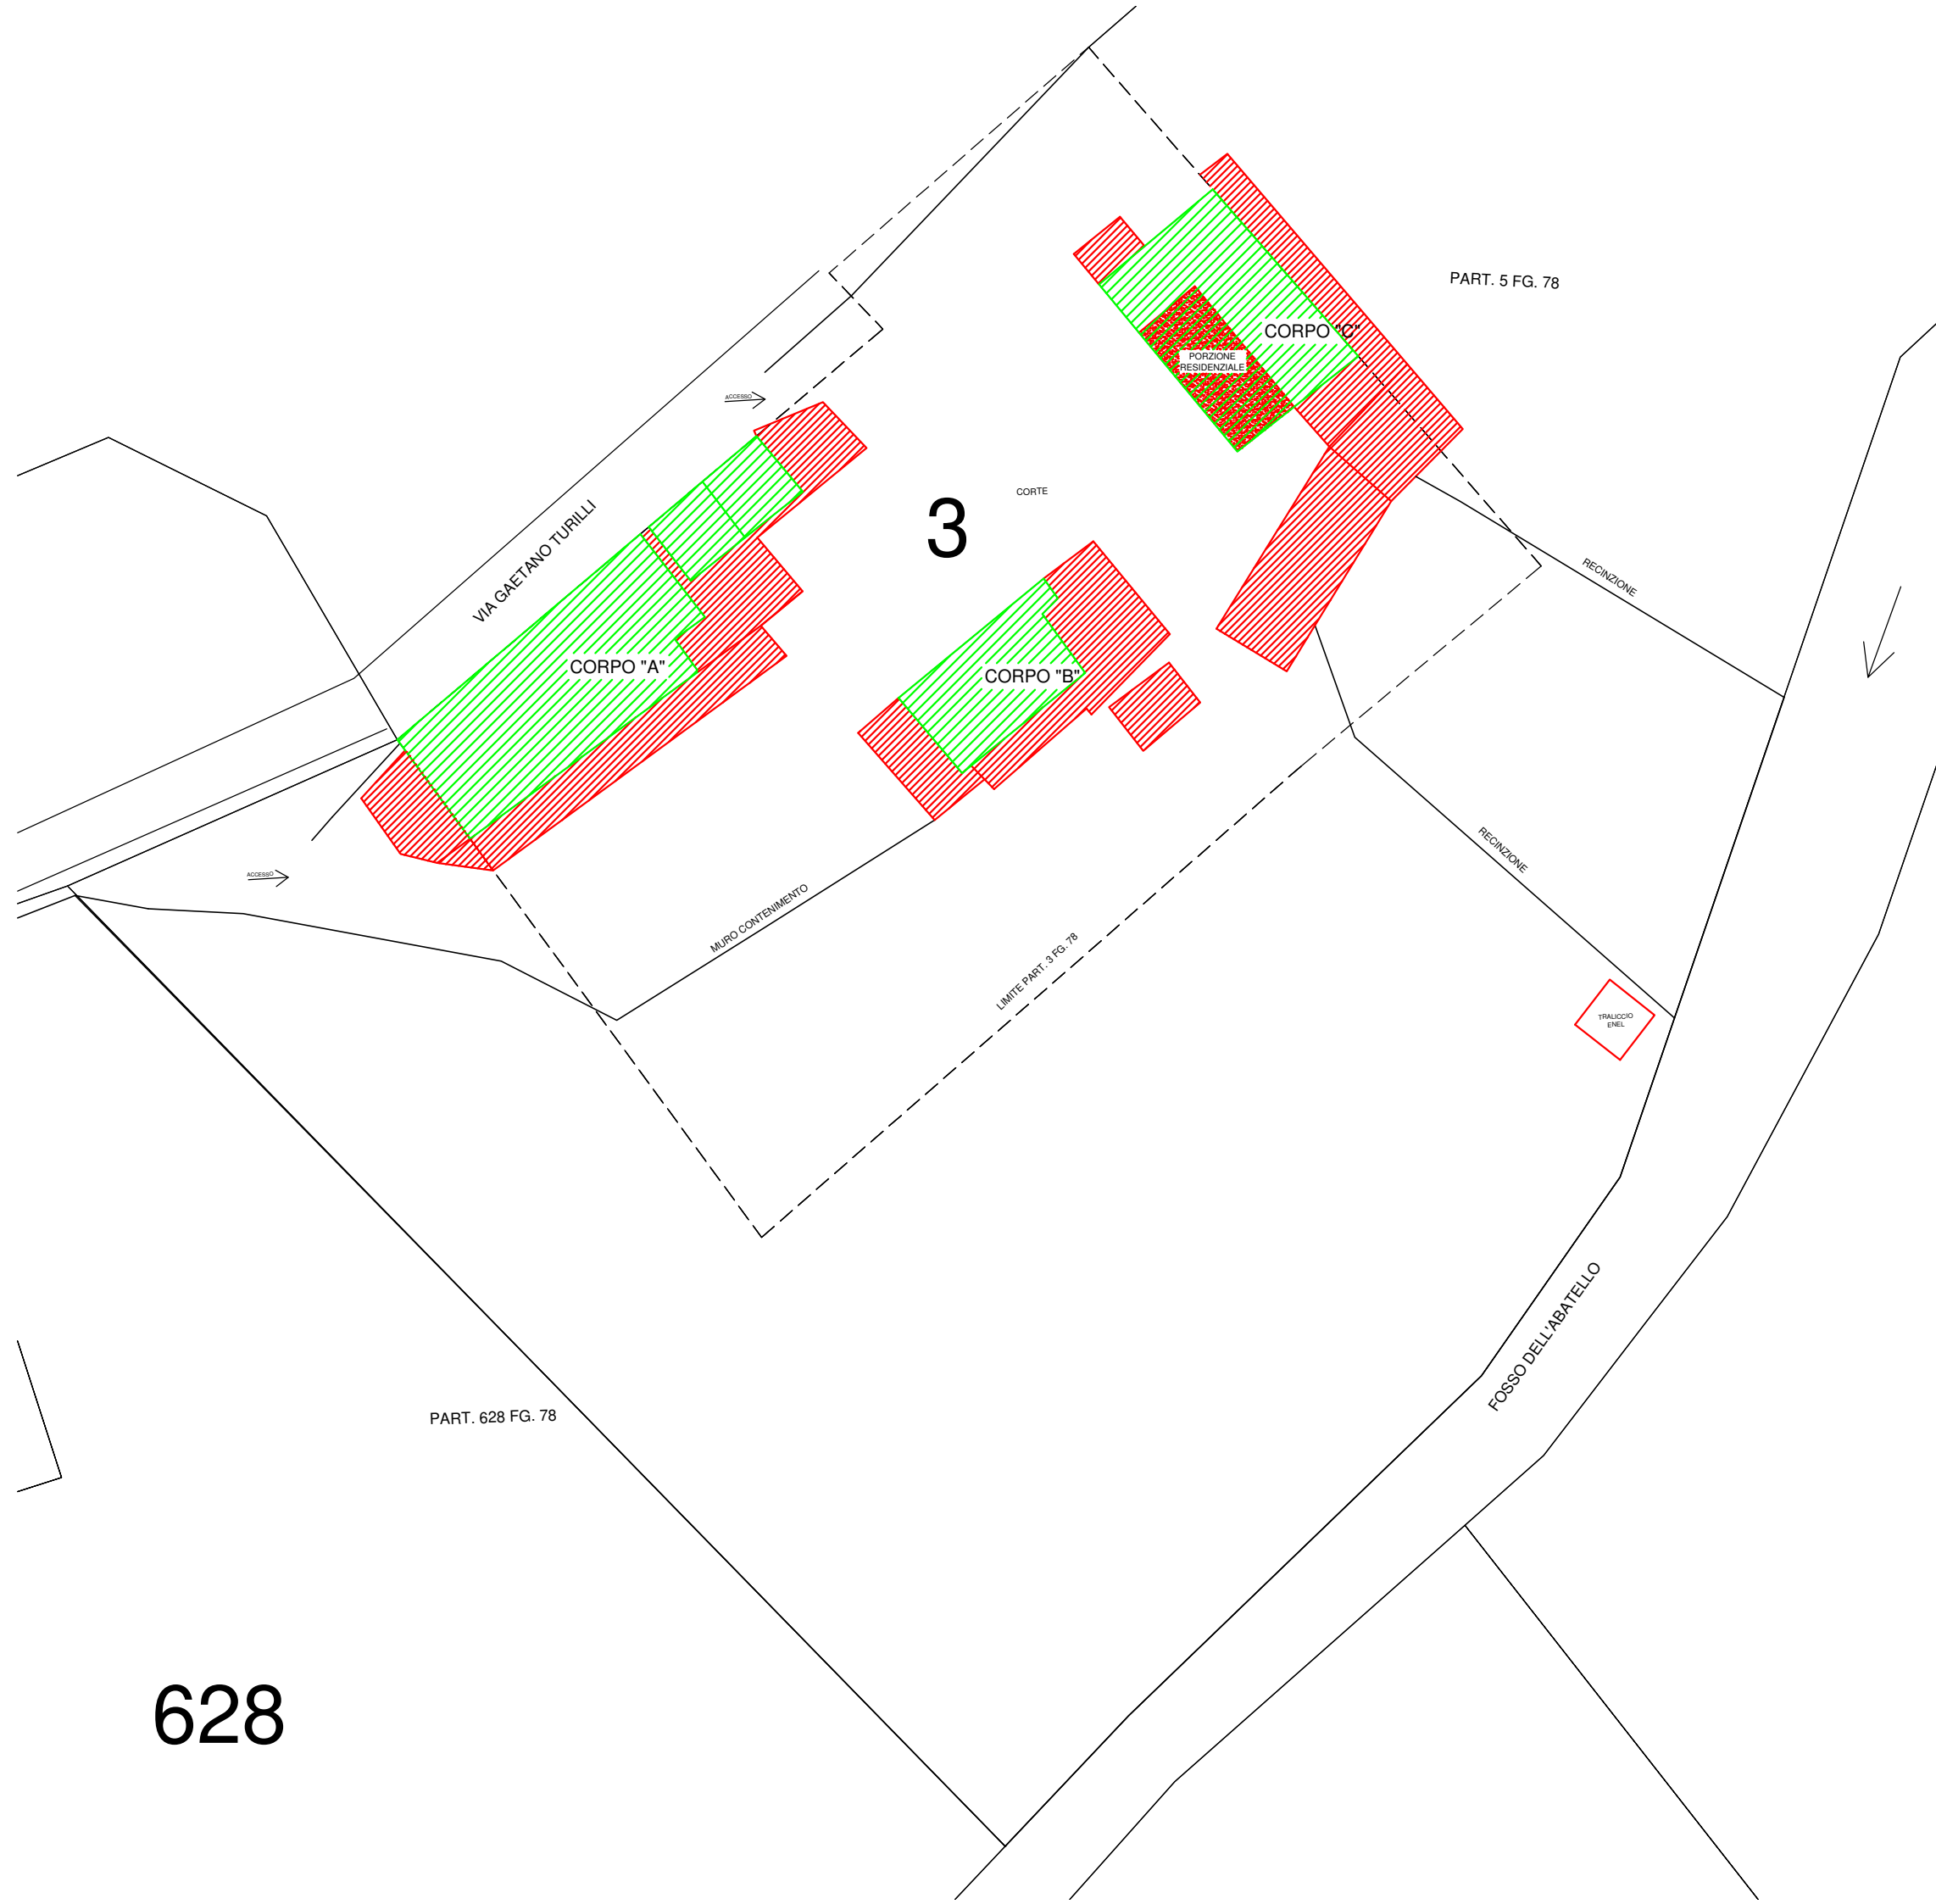 PART. 5 FG. 78
CORPO "C"
PORZIONE
RESIDENZIALE
ACCESSO
VIA GAETANO TURILLI
CORTE
3
RECINZIONE
CORPO "A"
CORPO "B"
RECINZIONE
ACCESSO
MURO CONTENIMENTO
LIMITE PART. 3 FG. 78
TRALICCIO
ENEL
FOSSO DELL'ABATELLO
PART. 628 FG. 78
628